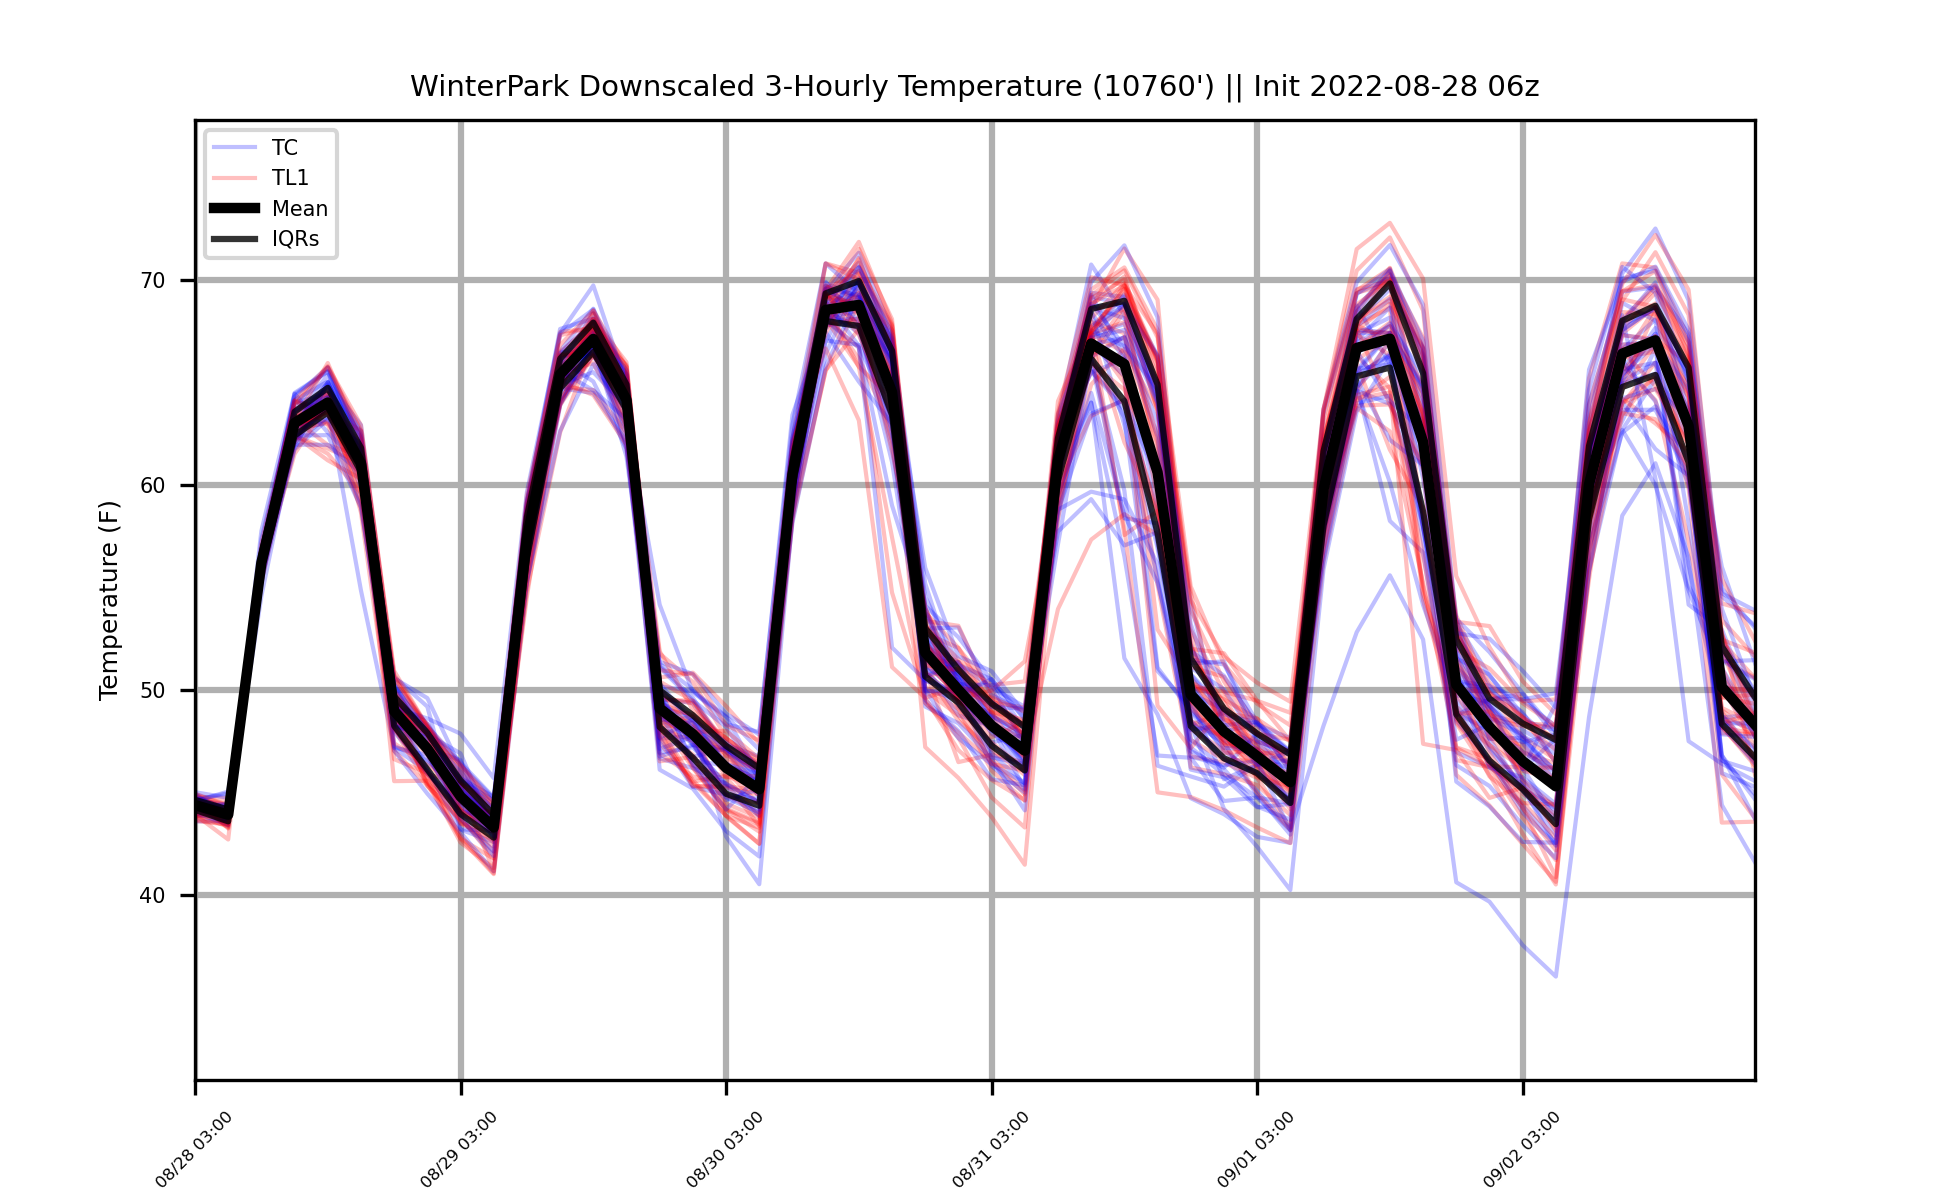 WinterPark Downscaled 3-Hourly Temperature (10760') || Init 2022-08-28 06z
TC
TL1
Mean
IQRs
Temperature (F)
70
60
50
40
08/28 03:00
08/29 03:00
08/30 03:00
08/31 03:00
09/01 03:00
09/02 03:00